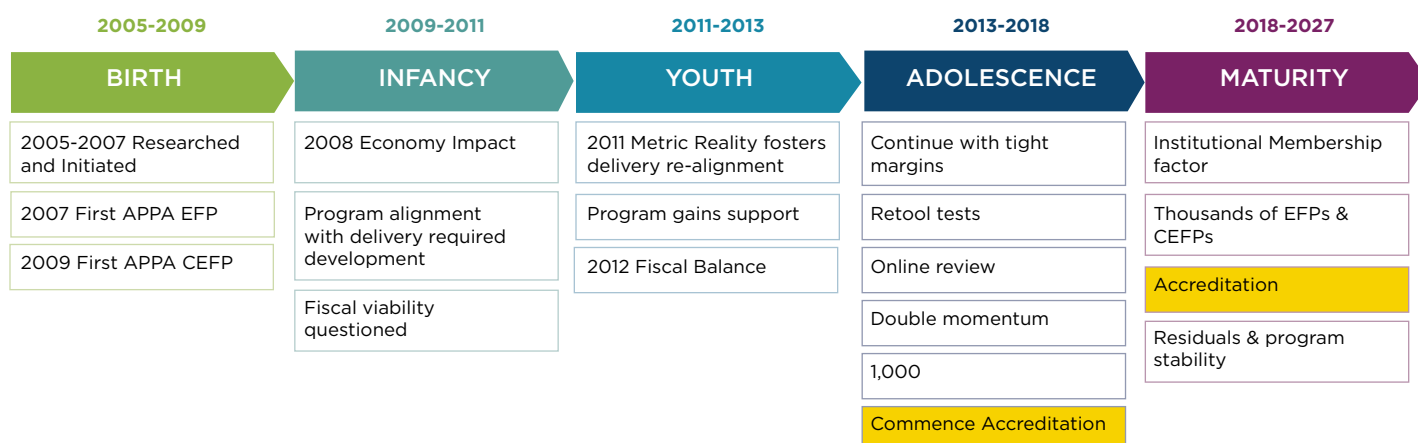 2005-2009
BIRTH
2005-2007 Researched
and Initiated
2007 First APPA EFP
2009 First APPA CEFP
2009-2011
INFANCY
2008 Economy Impact
Program alignment
with delivery required
development
Fiscal viability
questioned
2011-2013
YOUTH
2011 Metric Reality fosters
delivery re-alignment
Program gains support
2012 Fiscal Balance
2013-2018
ADOLESCENCE
Continue with tight
margins
Retool tests
Online review
Double momentum
1,000
Commence Accreditation
2018-2027
MATURITY
Institutional Membership
factor
Thousands of EFPs &
CEFPs
Accreditation
Residuals & program
stability